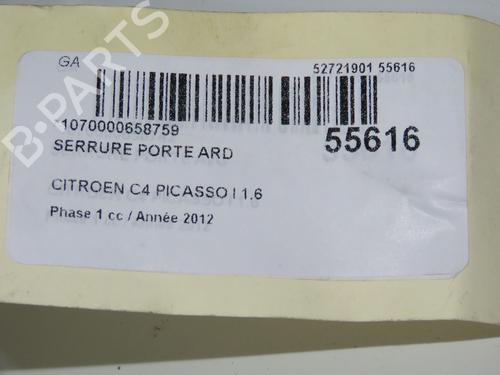 GA 52721901 55616
1070000658759 55616
SERRURE PORTE ARD
CITROEN C4 PICASSO I 1.6
Phase 1 cc / Année 2012
B-PARTS